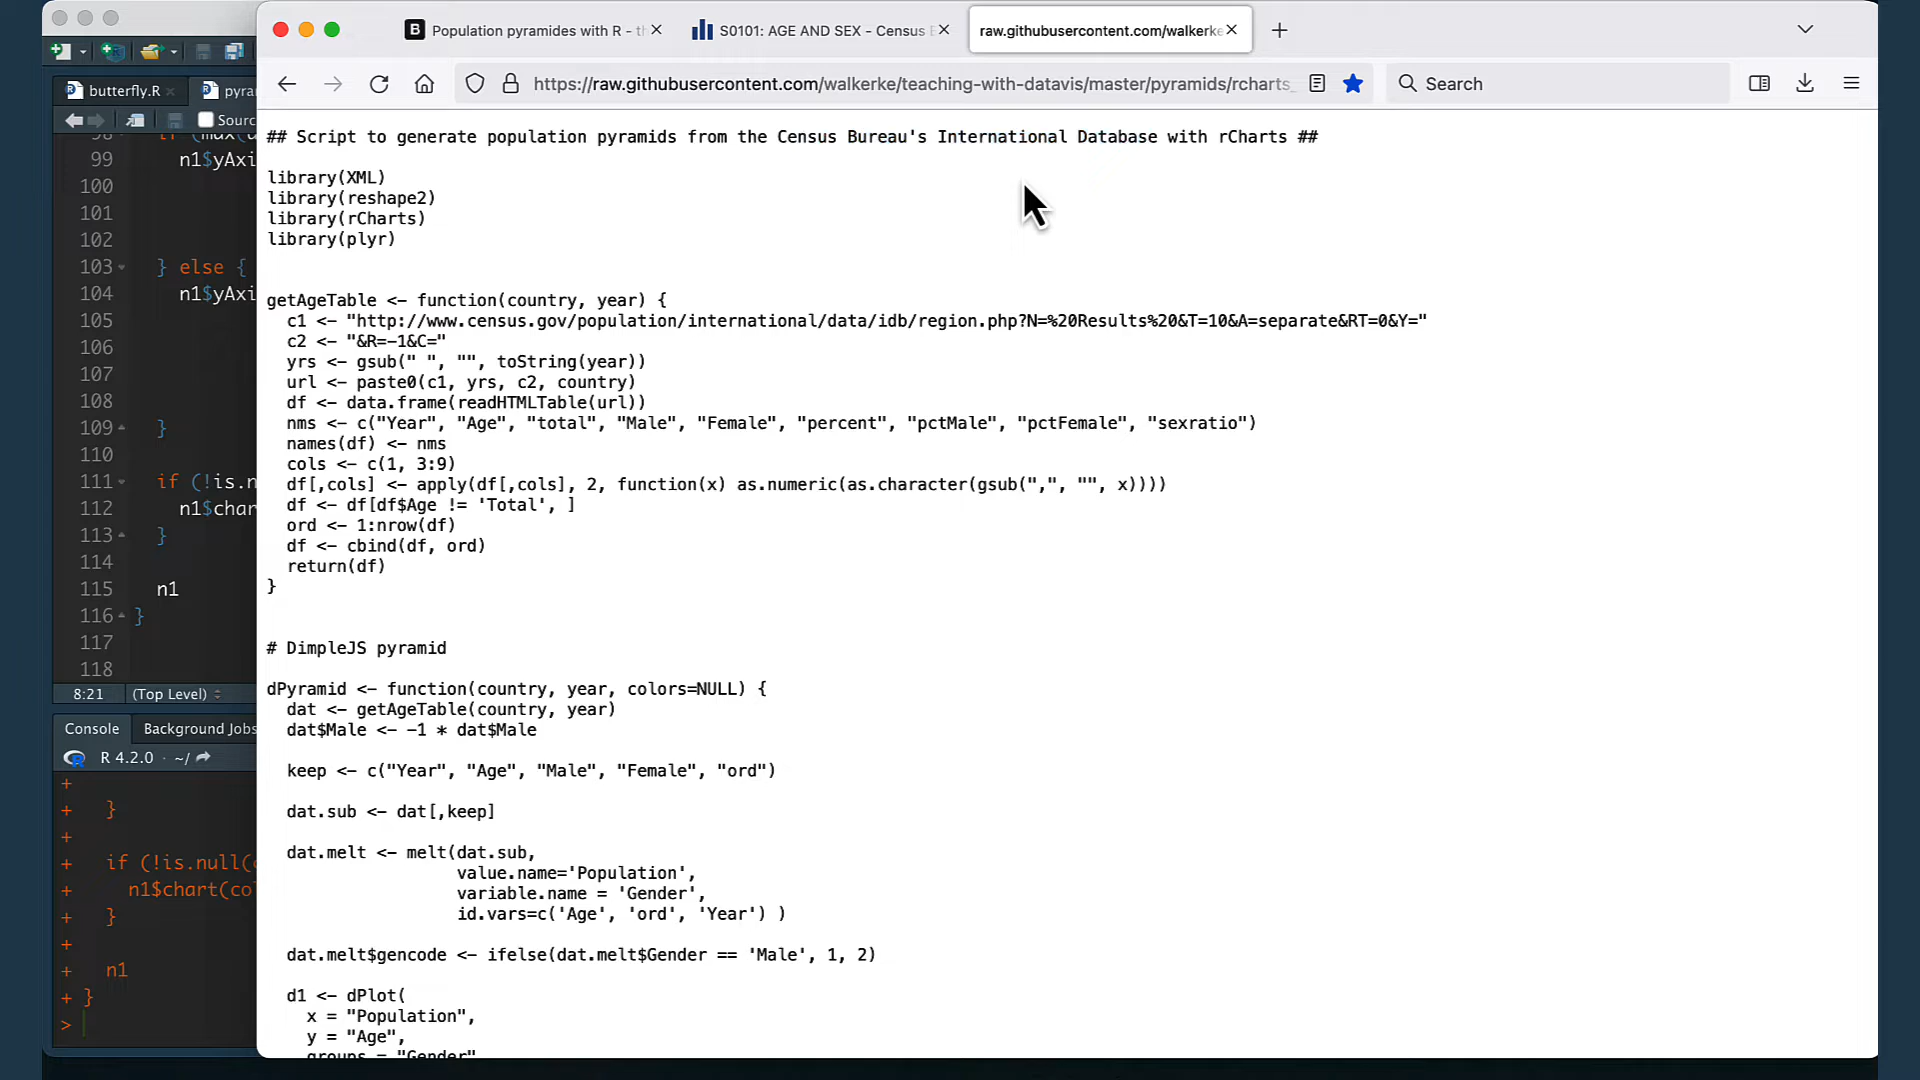 Population pyramids with R - t
S0101: AGE AND SEX - Census
raw.githubusercontent.com/walkerke
https://raw.githubusercontent.com/walkerke/teaching-with-datavis/master/pyramids/rcharts_
Search
butterfly.R
pyra
Sourc
## Script to generate population pyramids from the Census Bureau's International Database with rCharts ##
library(XML)
library(reshape2)
library(rCharts)
library(plyr)
getAgeTable <- function(country, year) {
c1 <- "http://www.census.gov/population/international/data/idb/region.php?N=%20Results%20&T=10&A=separate&RT=0&Y="
c2 <- "&R=-1&C="
yrs <- gsub(" ", "", toString(year))
url <- paste0(c1, yrs, c2, country)
df <- data.frame(readHTMLTable(url))
nms <- c("Year", "Age", "total", "Male", "Female", "percent", "pctMale", "pctFemale", "sexratio")
names(df) <- nms
cols <- c(1, 3:9)
df[,cols] <- apply(df[,cols], 2, function(x) as.numeric(as.character(gsub(",", "", x))))
df <- df[df$Age != 'Total', ]
ord <- 1:nrow(df)
df <- cbind(df, ord)
return(df)
}
# DimpleJS pyramid
dPyramid <- function(country, year, colors=NULL) {
dat <- getAgeTable(country, year)
dat$Male <- -1 * dat$Male
keep <- c("Year", "Age", "Male", "Female", "ord")
dat.sub <- dat[,keep]
dat.melt <- melt(dat.sub,
value.name='Population',
variable.name = 'Gender',
id.vars=c('Age', 'ord', 'Year') )
dat.melt$gencode <- ifelse(dat.melt$Gender == 'Male', 1, 2)
d1 <- dPlot(
x = "Population",
y = "Age",
groups = "Gender"
99 n1$yAxi
100
101
102
103 } else {
104 n1$yAxi
105
106
107
108
109 }
110
111 if (!is.n
112 n1$char
113 }
114
115 n1
116 }
117
118
8:21 (Top Level)
Console Background Jobs
R 4.2.0 · ~/
+
+ }
+
+ if (!is.null(
+ n1$chart(co
+ }
+
+ n1
+ }
>